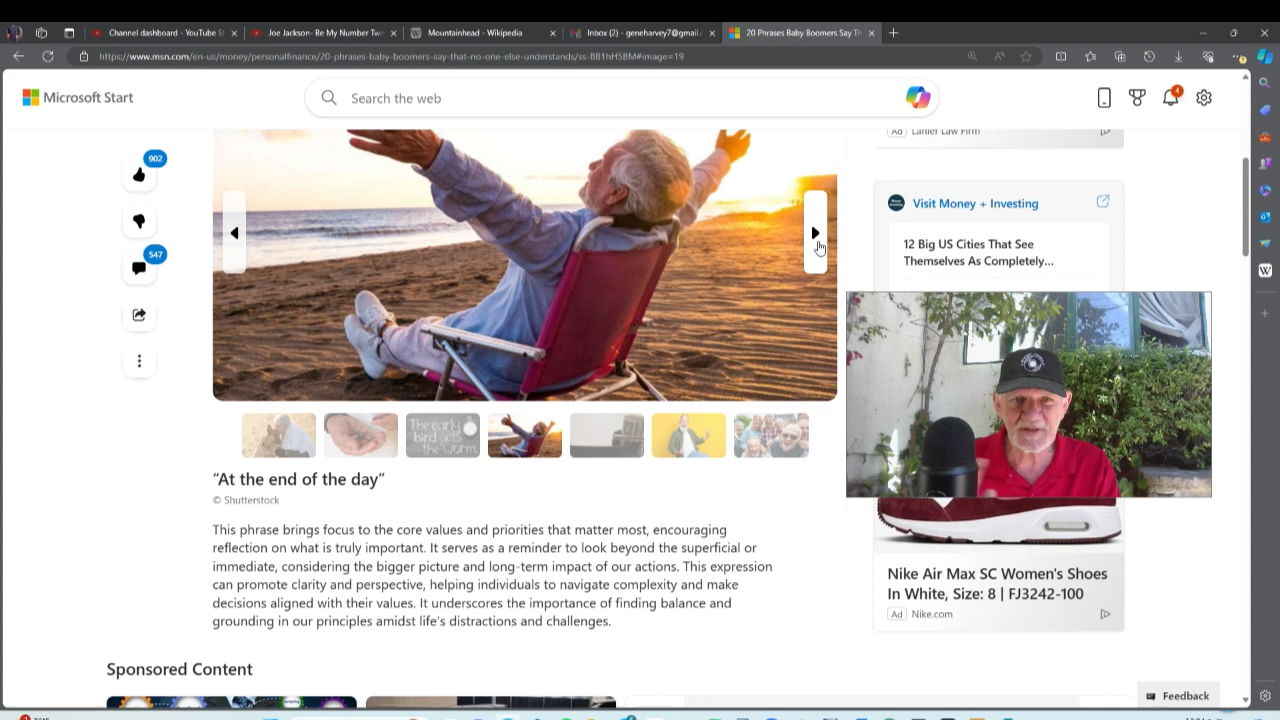 Channel dashboard - YouTube S
Joe Jackson- Be My Number Tw
Mountainhead - Wikipedia
Inbox (2) - geneharvey7@gmail.
20 Phrases Baby Boomers Say Th
https://www.msn.com/en-us/money/personalfinance/20-phrases-baby-boomers-say-that-no-one-else-understands/ss-BB1hH5BM#image=19
Microsoft Start
Search the web
4
Ad Lanier Law Firm
902
547
Visit Money + Investing
12 Big US Cities That See
Themselves As Completely...
The early
bird gets
the worm
“At the end of the day”
© Shutterstock
This phrase brings focus to the core values and priorities that matter most, encouraging
reflection on what is truly important. It serves as a reminder to look beyond the superficial or
immediate, considering the bigger picture and long-term impact of our actions. This expression
can promote clarity and perspective, helping individuals to navigate complexity and make
decisions aligned with their values. It underscores the importance of finding balance and
grounding in our principles amidst life's distractions and challenges.
Nike Air Max SC Women's Shoes
In White, Size: 8 | FJ3242-100
Ad Nike.com
Sponsored Content
Feedback